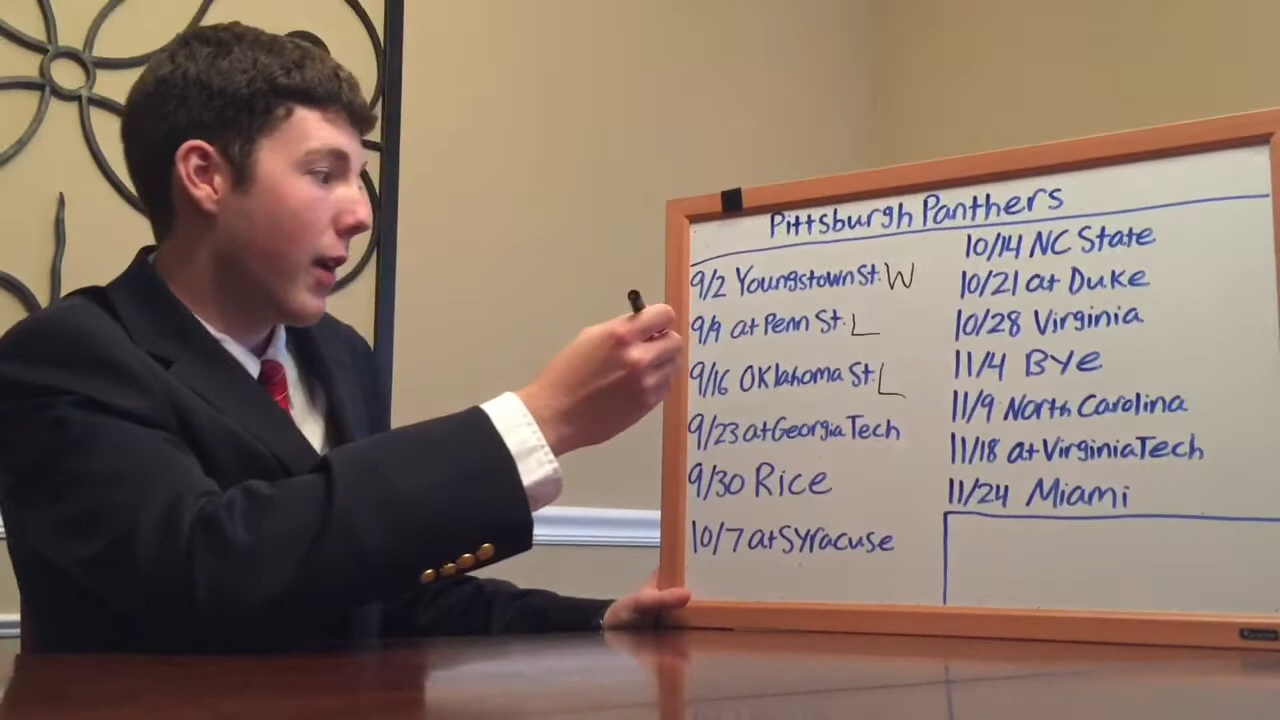 Pittsburgh Panthers
9/2 Youngstown St. W
9/9 at Penn St. L
9/16 Oklahoma St. L
9/23 at Georgia Tech
9/30 Rice
10/7 at Syracuse
10/14 NC State
10/21 at Duke
10/28 Virginia
11/4 Bye
11/9 North Carolina
11/18 at Virginia Tech
11/24 Miami